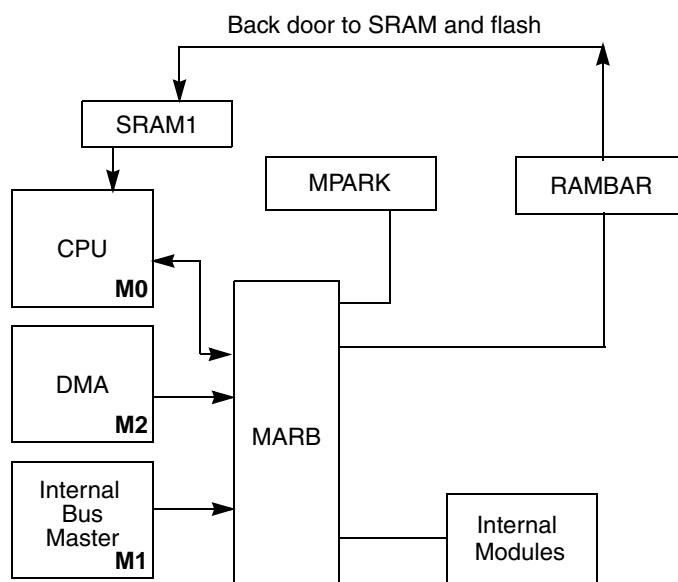 Back door to SRAM and flash
SRAM1
MPARK
RAMBAR
CPU
M0
DMA
M2
MARB
Internal
Bus
Master
M1
Internal
Modules